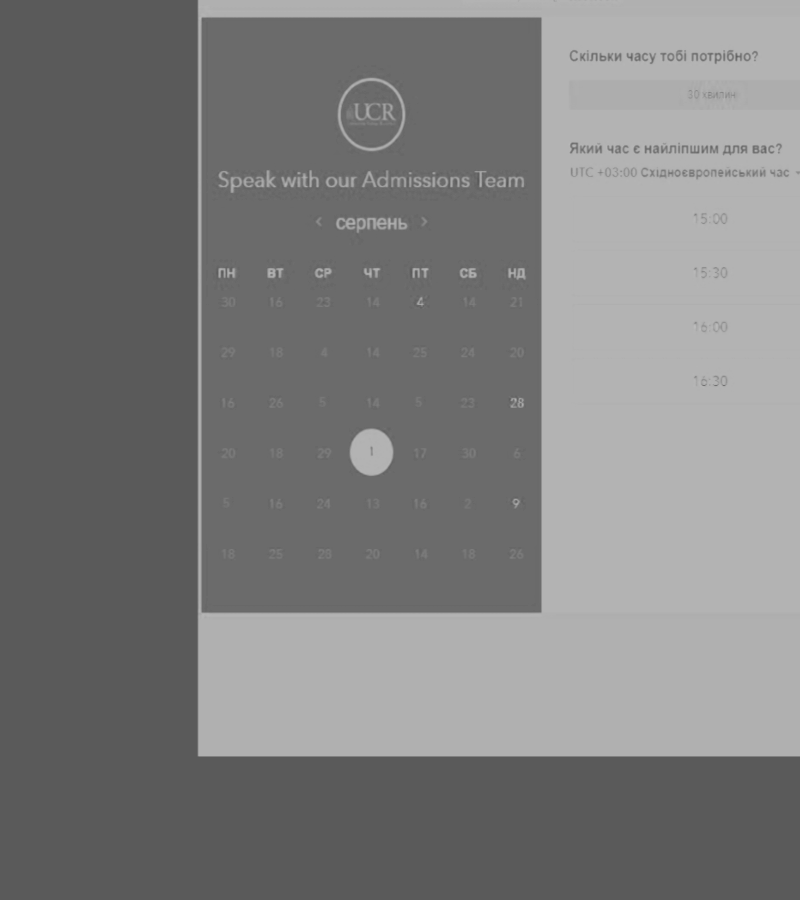 UCR
Speak with our Admissions Team
< серпень >
ПН ВТ СР ЧТ ПТ СБ НД
30 16 23 14 4 14 21
29 18 4 14 25 24 20
16 26 5 14 5 23 28
20 18 29 1 17 30 6
5 16 24 13 16 2 9
18 25 25 20 14 18 26
Скільки часу тобі потрібно?
30 хвилин
Який час є найліпшим для вас?
UTC +03:00 Східноєвропейський час
15:00
15:30
16:00
16:30